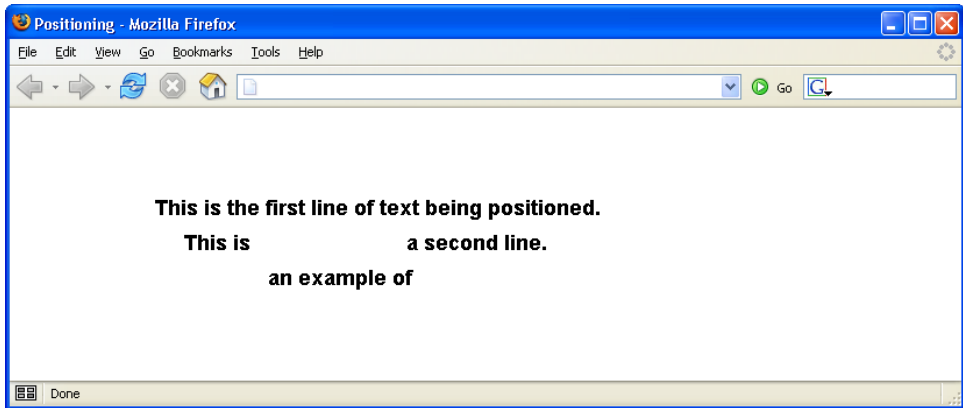 Positioning - Mozilla Firefox
File Edit View Go Bookmarks Tools Help
Go G
This is the first line of text being positioned.
This is a second line.
an example of
Done